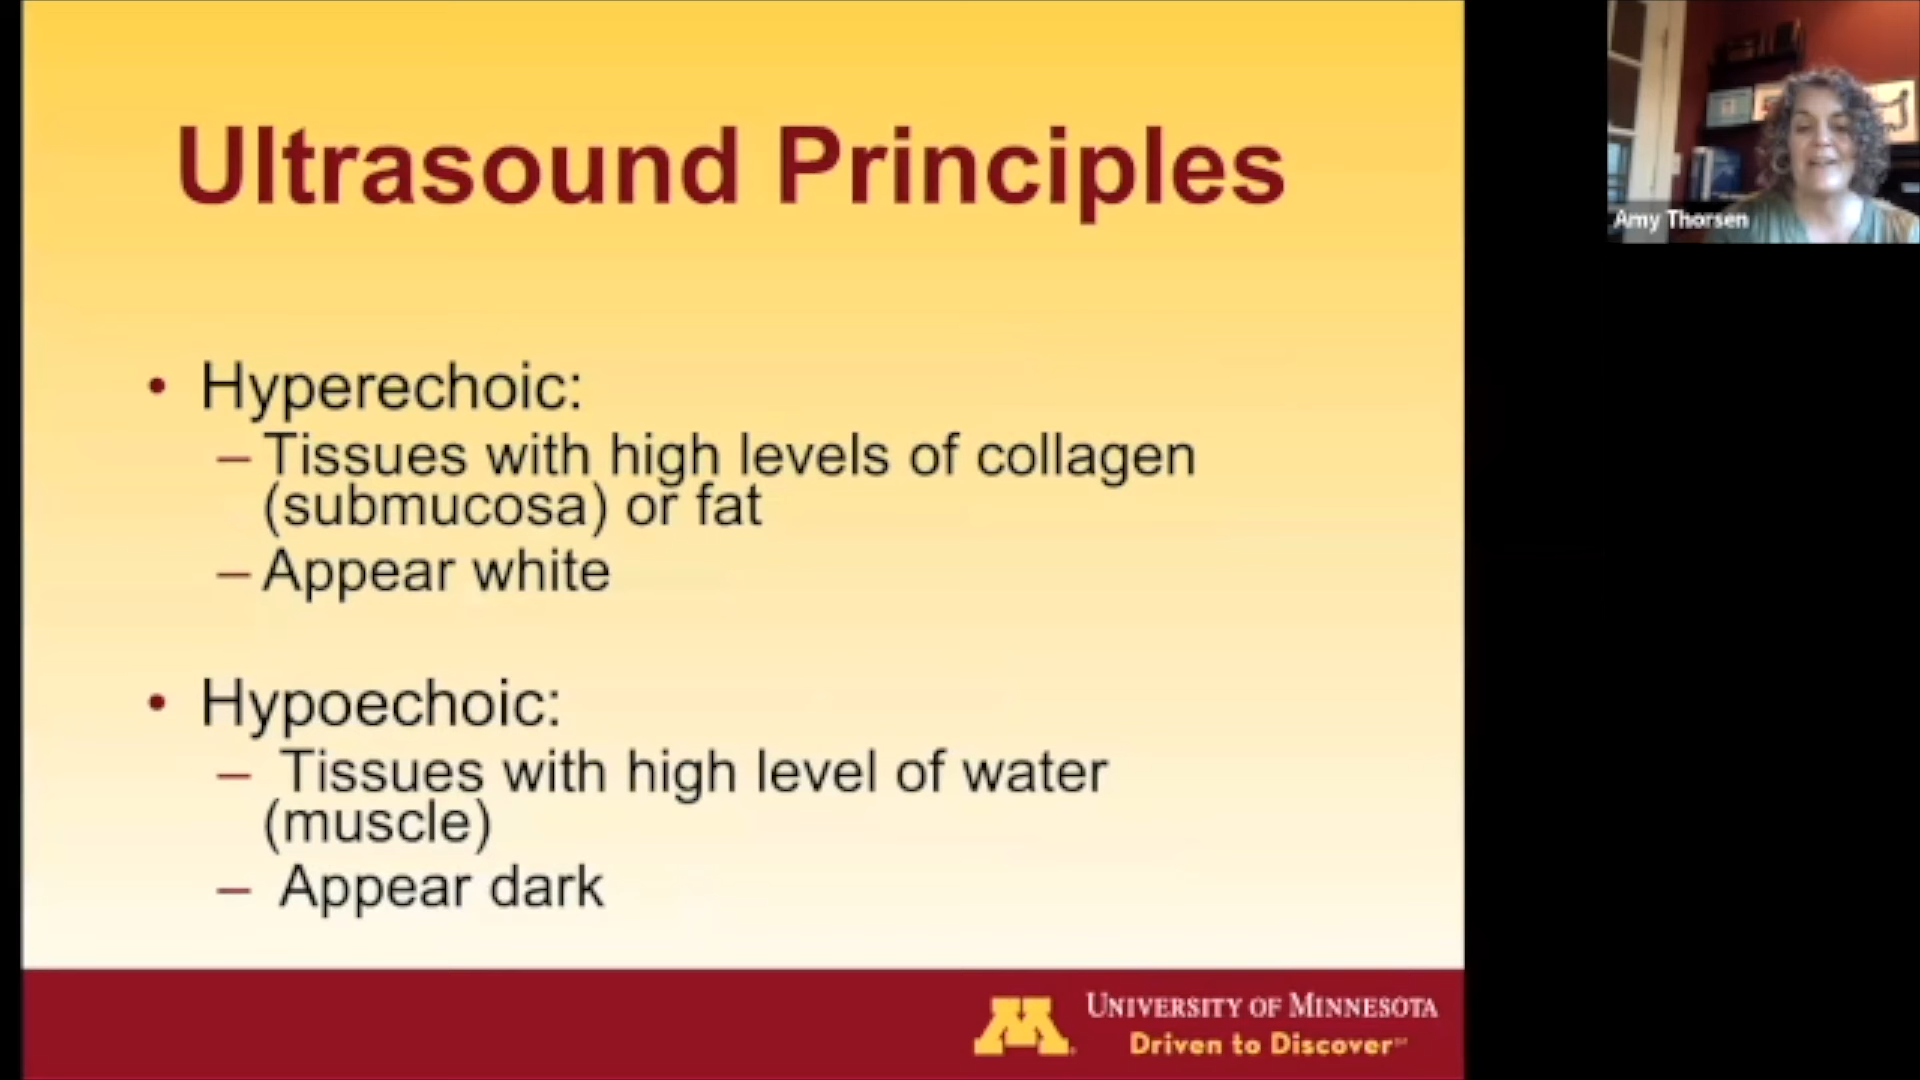 Ultrasound Principles
• Hyperechoic:
– Tissues with high levels of collagen
(submucosa) or fat
– Appear white
• Hypoechoic:
– Tissues with high level of water
(muscle)
– Appear dark
UNIVERSITY OF MINNESOTA
Driven to Discover℠
Amy Thorsen